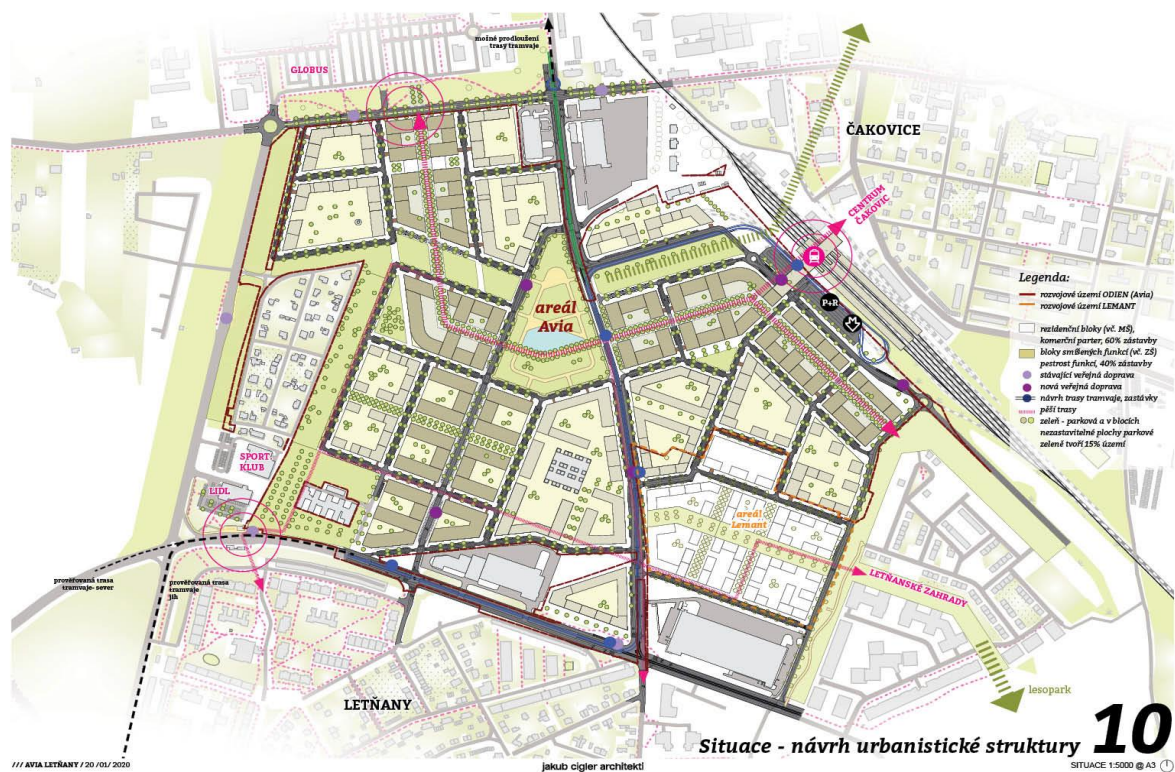 možné prodloužení
trasy tramvaje
GLOBUS
ČAKOVICE
CENTRUM
ČAKOVIC
P+R
areál
Avia
Legenda:
rozvojové území ODIEN (Avia)
rozvojové území LEMANT
rezidenční bloky (vč. MŠ),
komerční parter, 60% zástavby
bloky smíšených funkcí (vč. ZŠ)
pestrost funkcí, 40% zástavby
stávající veřejná doprava
nová veřejná doprava
návrh trasy tramvaje, zastávky
pěší trasy
zeleň - parková a v blocích
nezastavitelné plochy parkové
zeleně tvoří 15% území
SPORT.
KLUB
LIDL
areál
Lemant
prověřovaná trasa
tramvaje- sever
prověřovaná trasa
tramvaje
jih
LETŇANSKÉ ZAHRADY
LETŇANY
lesopark
Situace - návrh urbanistické struktury 10
/// AVIA LETŇANY / 20 /01/ 2020
jakub cigler architekti
SITUACE 1:5000 @ A3